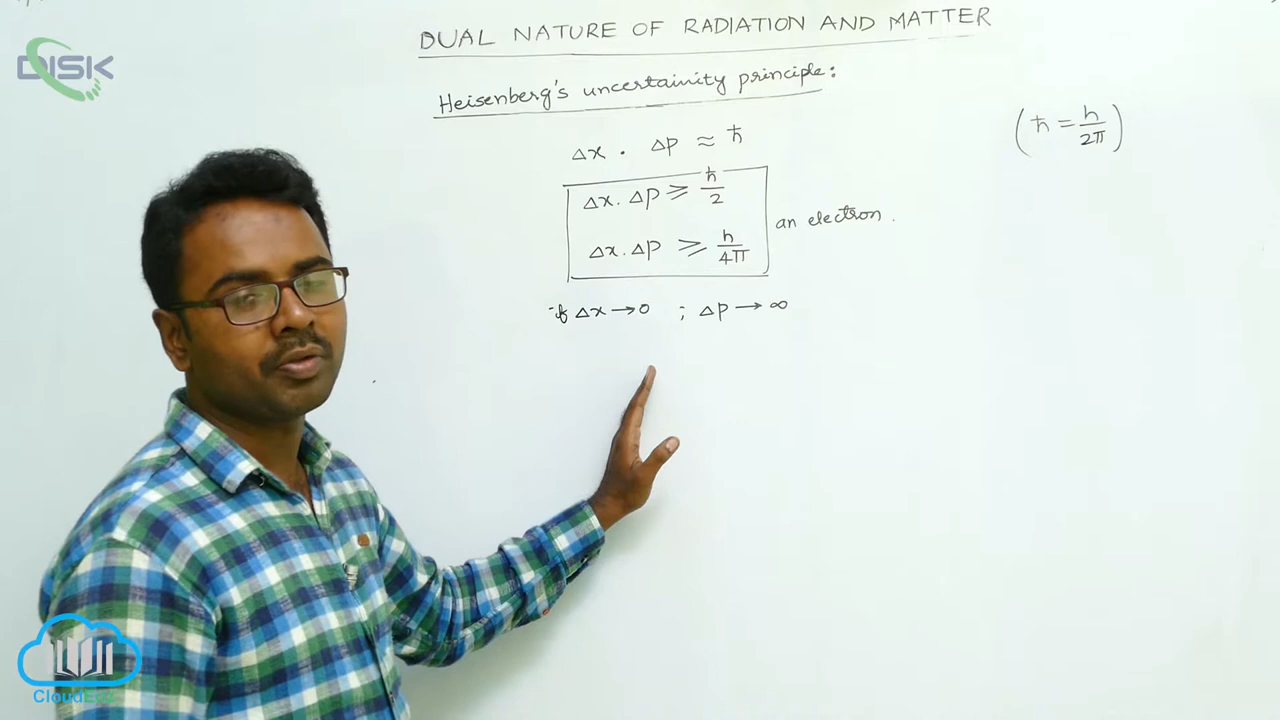 DISK
DUAL NATURE OF RADIATION AND MATTER
Heisenberg's uncertainity principle:
Δx . Δp ≈ ħ
(ħ = h/2π)
Δx. Δp ≥ ħ/2
an electron.
Δx. Δp ≥ h/4π
if Δx → 0 ; Δp → ∞